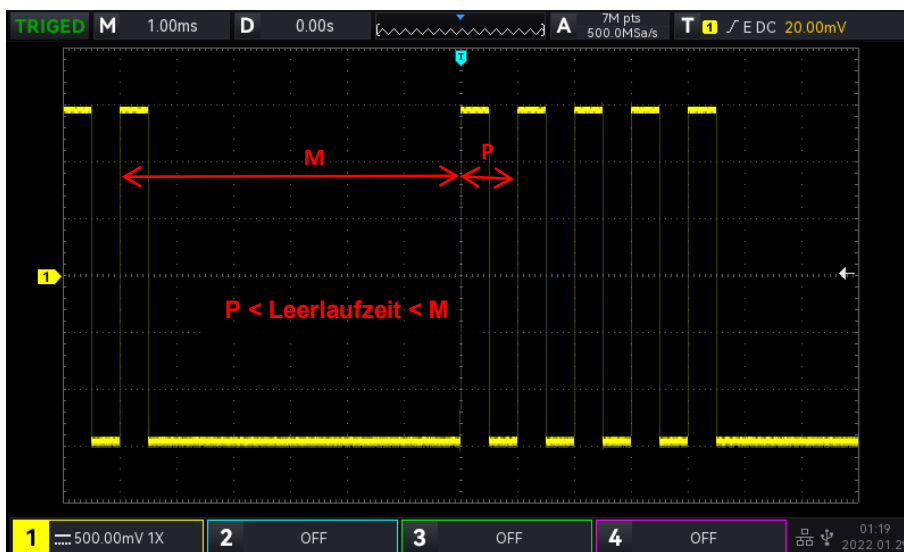 TRIGED M 1.00ms D 0.00s A 7M pts 500.0MSa/s T 1 E DC 20.00mV
T
M
P
1
P < Leerlaufzeit < M
1 500.00mV 1X 2 OFF 3 OFF 4 OFF 01:19